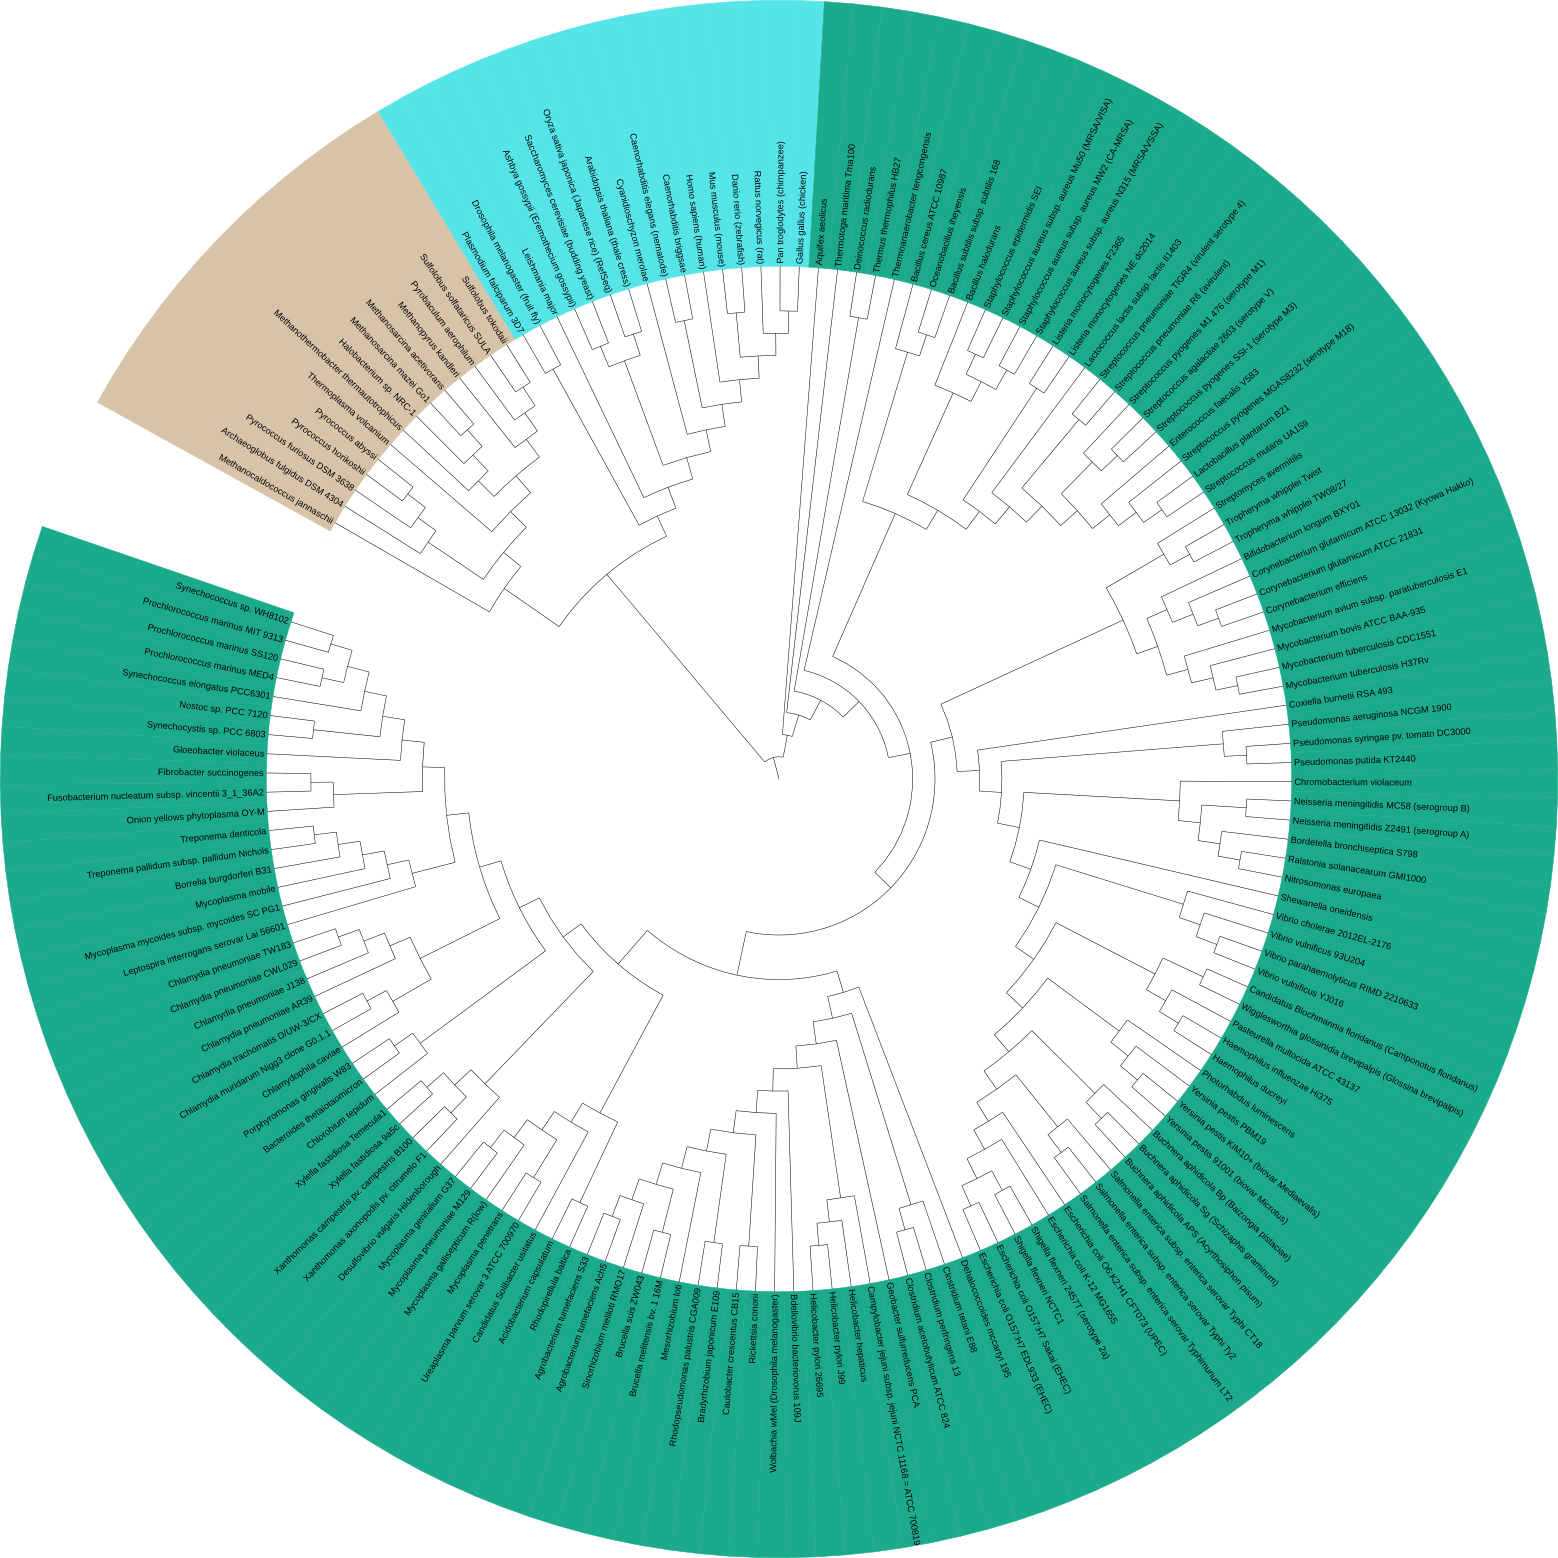 Methanocaldococcus jannaschii
Archaeoglobus fulgidus DSM 4304
Pyrococcus furiosus DSM 3638
Pyrococcus horikoshii
Pyrococcus abyssi
Thermoplasma volcanium
Methanothermobacter thermautotrophicus
Halobacterium sp. NRC-1
Methanosarcina mazei Go1
Methanosarcina acetivorans
Methanopyrus kandleri
Pyrobaculum aerophilum
Sulfolobus solfataricus SULA
Sulfolobus tokodaii
Plasmodium falciparum 3D7
Drosophila melanogaster (fruit fly)
Leishmania major
Ashbya gossypii (Eremothecium gossypii)
Saccharomyces cerevisiae (budding yeast)
Oryza sativa japonica (Japanese rice) (RefSeq)
Arabidopsis thaliana (thale cress)
Cyanidioschyzon merolae
Caenorhabditis elegans (nematode)
Caenorhabditis briggsae
Homo sapiens (human)
Mus musculus (mouse)
Danio rerio (zebrafish)
Rattus norvegicus (rat)
Pan troglodytes (chimpanzee)
Gallus gallus (chicken)
Aquifex aeolicus
Thermotoga maritima Tma100
Deinococcus radiodurans
Thermus thermophilus HB27
Thermoanaerobacter tengcongensis
Bacillus cereus ATCC 10987
Oceanobacillus iheyensis
Bacillus subtilis subsp. subtilis 168
Bacillus halodurans
Staphylococcus epidermidis SEI
Staphylococcus aureus subsp. aureus Mu50 (MRSA/VISA)
Staphylococcus aureus subsp. aureus MW2 (CA-MRSA)
Staphylococcus aureus subsp. aureus N315 (MRSA/VSSA)
Listeria monocytogenes F2365
Listeria monocytogenes NE dc2014
Lactococcus lactis subsp. lactis Il1403
Streptococcus pneumoniae TIGR4 (virulent serotype 4)
Streptococcus pneumoniae R6 (avirulent)
Streptococcus pyogenes M1 476 (serotype M1)
Streptococcus agalactiae 2603 (serotype V)
Streptococcus pyogenes SSI-1 (serotype M3)
Enterococcus faecalis V583
Streptococcus pyogenes MGAS8232 (serotype M18)
Lactobacillus plantarum B21
Streptococcus mutans UA159
Streptomyces avermitilis
Tropheryma whipplei Twist
Tropheryma whipplei TW08/27
Bifidobacterium longum BXY01
Corynebacterium glutamicum ATCC 13032 (Kyowa Hakko)
Corynebacterium glutamicum ATCC 21831
Corynebacterium efficiens
Mycobacterium avium subsp. paratuberculosis E1
Mycobacterium bovis ATCC BAA-935
Mycobacterium tuberculosis CDC1551
Mycobacterium tuberculosis H37Rv
Coxiella burnetii RSA 493
Pseudomonas aeruginosa NCGM 1900
Pseudomonas syringae pv. tomato DC3000
Pseudomonas putida KT2440
Chromobacterium violaceum
Neisseria meningitidis MC58 (serogroup B)
Neisseria meningitidis Z2491 (serogroup A)
Bordetella bronchiseptica S798
Ralstonia solanacearum GMI1000
Nitrosomonas europaea
Shewanella oneidensis
Vibrio cholerae 2012EL-2176
Vibrio vulnificus 93U204
Vibrio parahaemolyticus RIMD 2210633
Vibrio vulnificus YJ016
Candidatus Blochmannia floridanus (Camponotus floridanus)
Wigglesworthia glossinidia brevipalpis (Glossina brevipalpis)
Pasteurella multocida ATCC 43137
Haemophilus influenzae Hi375
Haemophilus ducreyi
Photorhabdus luminescens
Yersinia pestis PBM19
Yersinia pestis KIM10+ (biovar Mediaevalis)
Yersinia pestis 91001 (biovar Microtus)
Buchnera aphidicola Bp (Baizongia pistaciae)
Buchnera aphidicola Sg (Schizaphis graminum)
Buchnera aphidicola APS (Acyrthosiphon pisum)
Salmonella enterica subsp. enterica serovar Typhi CT18
Salmonella enterica subsp. enterica serovar Typhi Ty2
Salmonella enterica subsp. enterica serovar Typhimurium LT2
Escherichia coli O6:K2:H1 CFT073 (UPEC)
Escherichia coli K-12 MG1655
Shigella flexneri 2457T (serotype 2a)
Shigella flexneri NCTC1
Escherichia coli O157:H7 Sakai (EHEC)
Escherichia coli O157:H7 EDL933 (EHEC)
Dehalococcoides mccartyi 195
Clostridium tetani E88
Clostridium perfringens 13
Clostridium acetobutylicum ATCC 824
Geobacter sulfurreducens PCA
Campylobacter jejuni subsp. jejuni NCTC 11168 = ATCC 700819
Helicobacter hepaticus
Helicobacter pylori J99
Helicobacter pylori 26695
Bdellovibrio bacteriovorus 109J
Wolbachia wMel (Drosophila melanogaster)
Rickettsia conorii
Caulobacter crescentus CB15
Bradyrhizobium japonicum E109
Rhodopseudomonas palustris CGA009
Mesorhizobium loti
Brucella melitensis bv. 1 16M
Brucella suis ZW043
Sinorhizobium meliloti RMO17
Agrobacterium tumefaciens Ach5
Agrobacterium tumefaciens S33
Rhodopirellula baltica
Acidobacterium capsulatum
Candidatus Solibacter usitatus
Ureaplasma parvum serovar 3 ATCC 700970
Mycoplasma penetrans
Mycoplasma gallisepticum R(low)
Mycoplasma pneumoniae M129
Mycoplasma genitalium G37
Desulfovibrio vulgaris Hildenborough
Xanthomonas axonopodis pv. citrumelo F1
Xanthomonas campestris pv. campestris B100
Xylella fastidiosa 9a5c
Xylella fastidiosa Temecula1
Chlorobium tepidum
Bacteroides thetaiotaomicron
Porphyromonas gingivalis W83
Chlamydophila caviae
Chlamydia muridarum Nigg3 clone G0.1.1
Chlamydia trachomatis D/UW-3/CX
Chlamydia pneumoniae AR39
Chlamydia pneumoniae J138
Chlamydia pneumoniae CWL029
Chlamydia pneumoniae TW183
Leptospira interrogans serovar Lai 56601
Mycoplasma mycoides subsp. mycoides SC PG1
Mycoplasma mobile
Borrelia burgdorferi B31
Treponema pallidum subsp. pallidum Nichols
Treponema denticola
Onion yellows phytoplasma OY-M
Fusobacterium nucleatum subsp. vincentii 3_1_36A2
Fibrobacter succinogenes
Gloeobacter violaceus
Synechocystis sp. PCC 6803
Nostoc sp. PCC 7120
Synechococcus elongatus PCC6301
Prochlorococcus marinus MED4
Prochlorococcus marinus SS120
Prochlorococcus marinus MIT 9313
Synechococcus sp. WH8102